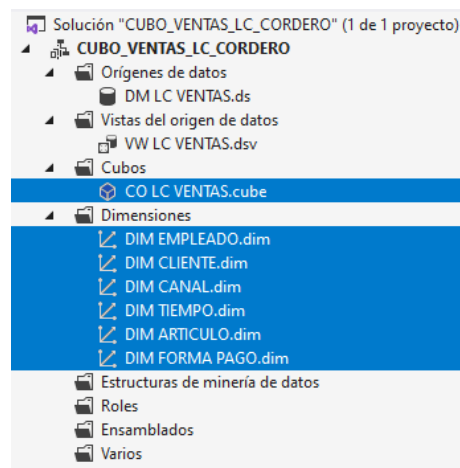 Solución "CUBO_VENTAS_LC_CORDERO" (1 de 1 proyecto)
CUBO_VENTAS_LC_CORDERO
Orígenes de datos
DM LC VENTAS.ds
Vistas del origen de datos
VW LC VENTAS.dsv
Cubos
CO LC VENTAS.cube
Dimensiones
DIM EMPLEADO.dim
DIM CLIENTE.dim
DIM CANAL.dim
DIM TIEMPO.dim
DIM ARTICULO.dim
DIM FORMA PAGO.dim
Estructuras de minería de datos
Roles
Ensamblados
Varios